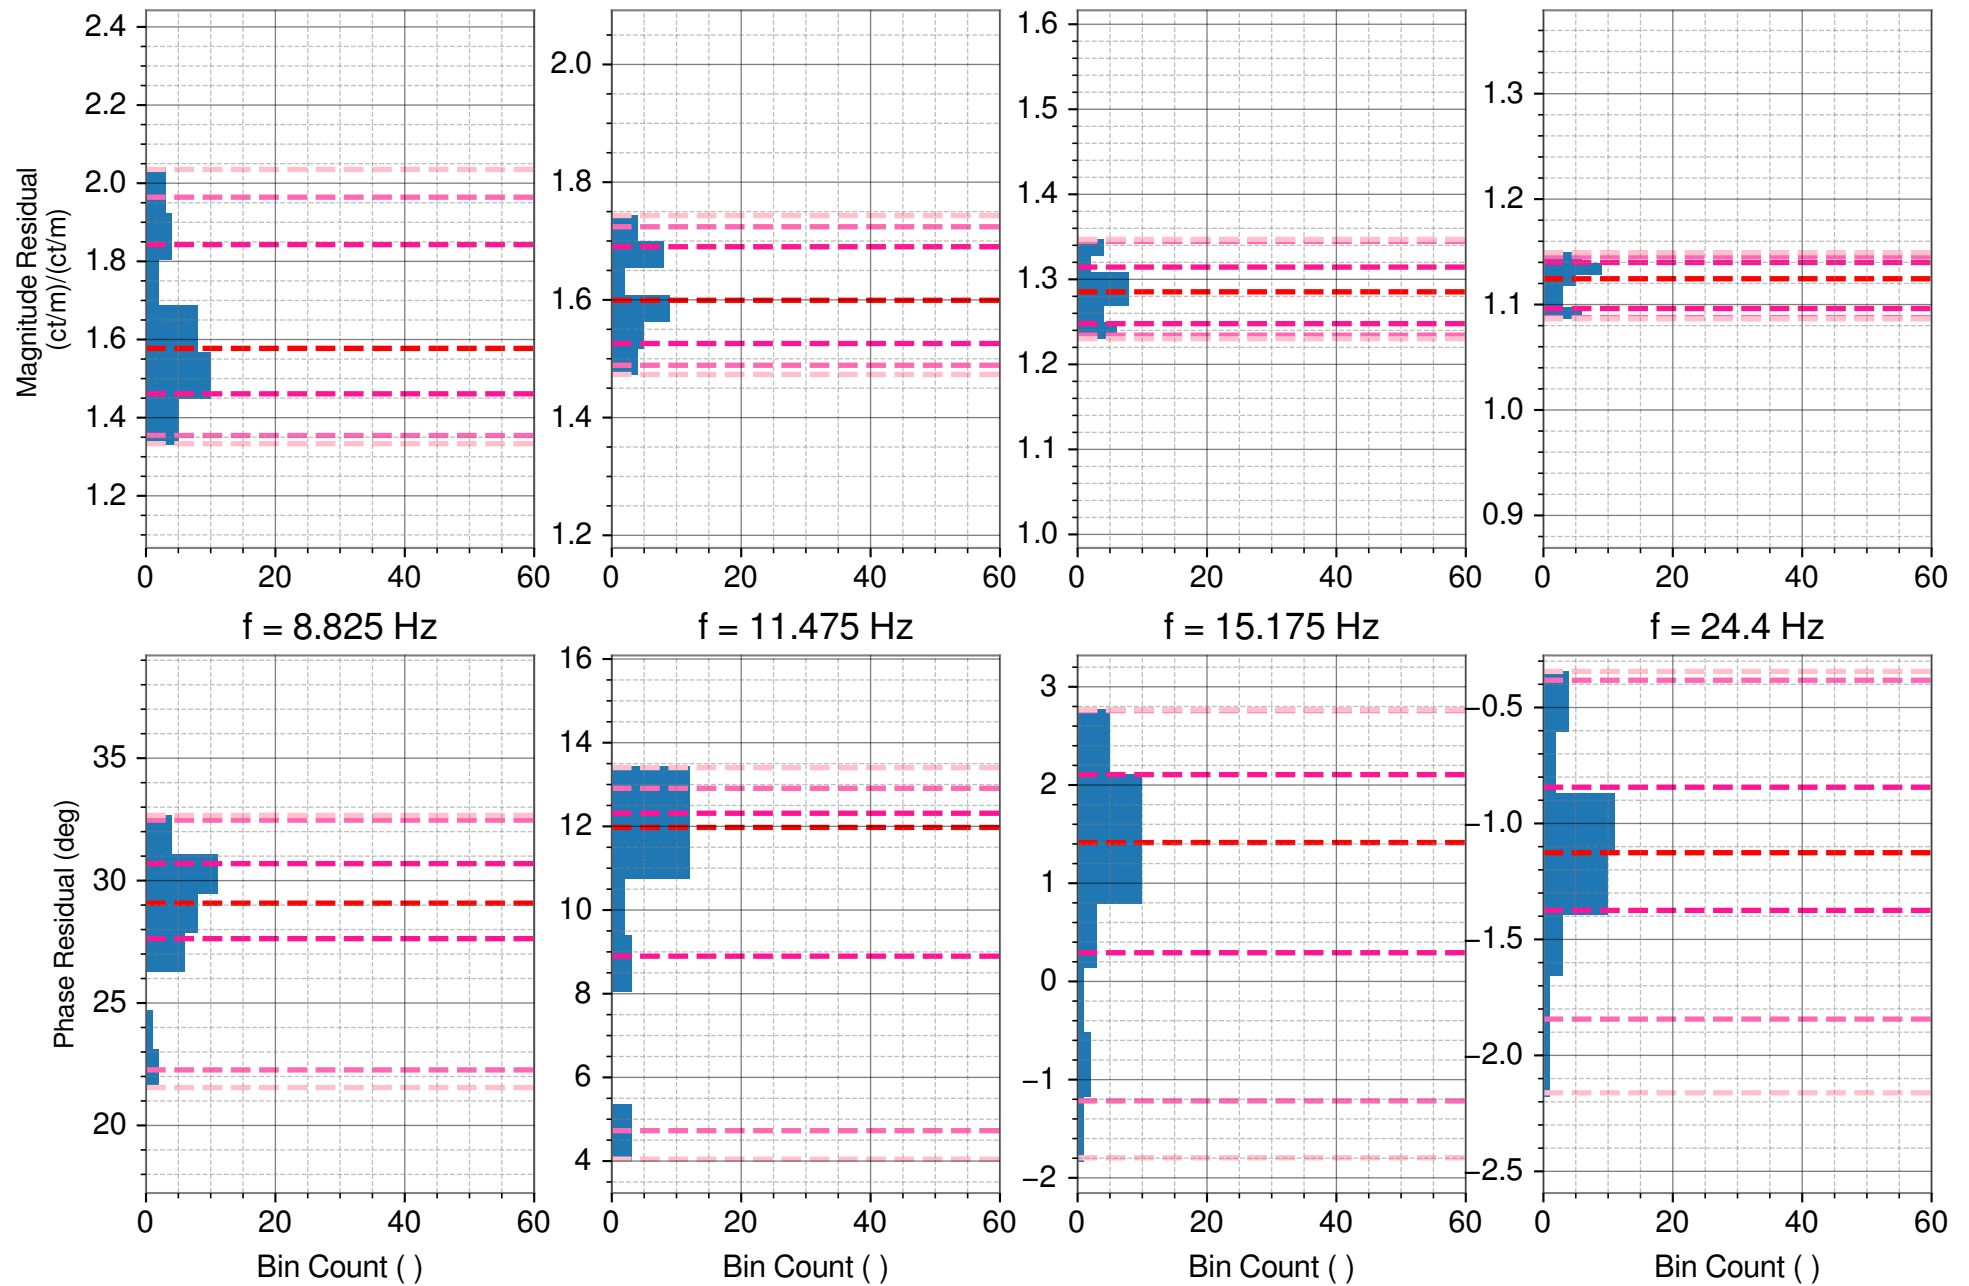 Magnitude Residual
(ct/m)/(ct/m)
2.4
2.2
2.0
1.8
1.6
1.4
1.2
0 20 40 60
2.0
1.8
1.6
1.4
1.2
0 20 40 60
1.6
1.5
1.4
1.3
1.2
1.1
1.0
0 20 40 60
1.3
1.2
1.1
1.0
0.9
0 20 40 60
f = 8.825 Hz
f = 11.475 Hz
f = 15.175 Hz
f = 24.4 Hz
Phase Residual (deg)
35
30
25
20
0 20 40 60
Bin Count ( )
16
14
12
10
8
6
4
0 20 40 60
Bin Count ( )
3
2
1
0
−1
−2
0 20 40 60
Bin Count ( )
−0.5
−1.0
−1.5
−2.0
−2.5
0 20 40 60
Bin Count ( )